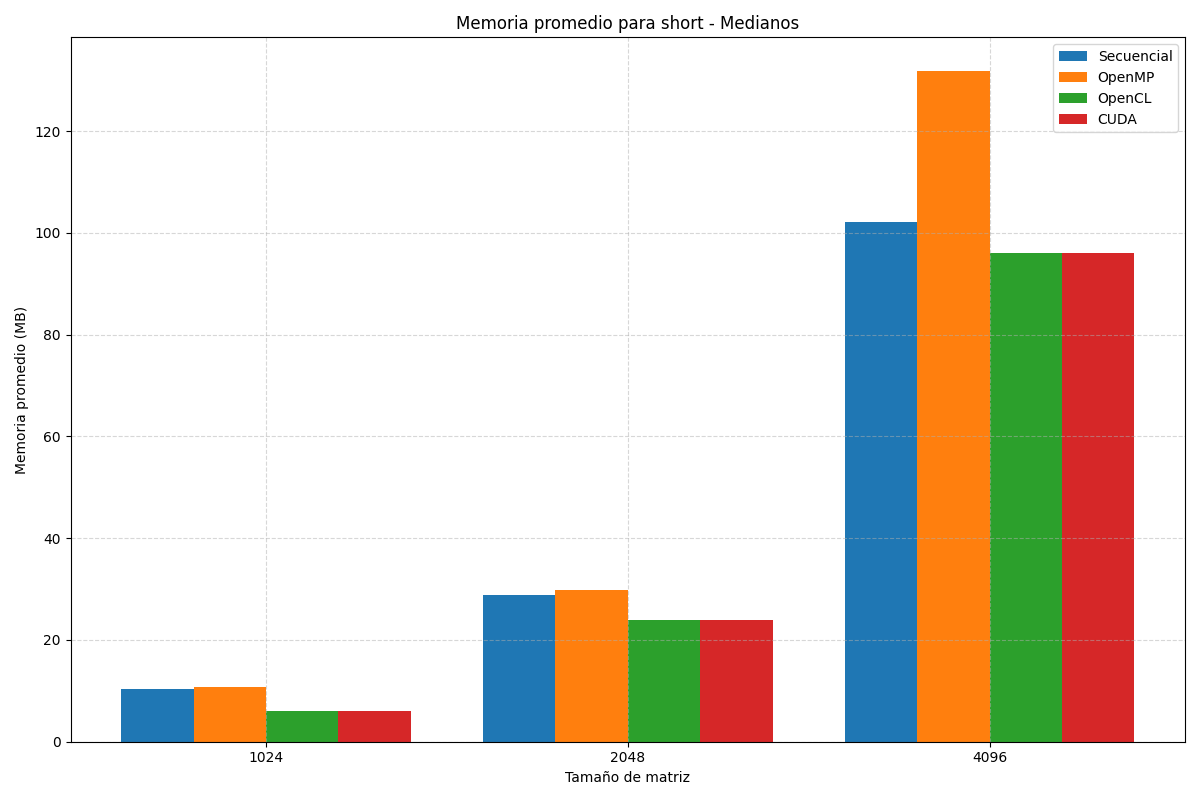 Memoria promedio para short - Medianos
Secuencial
OpenMP
OpenCL
CUDA
Memoria promedio (MB)
120
100
80
60
40
20
0
1024
2048
4096
Tamaño de matriz